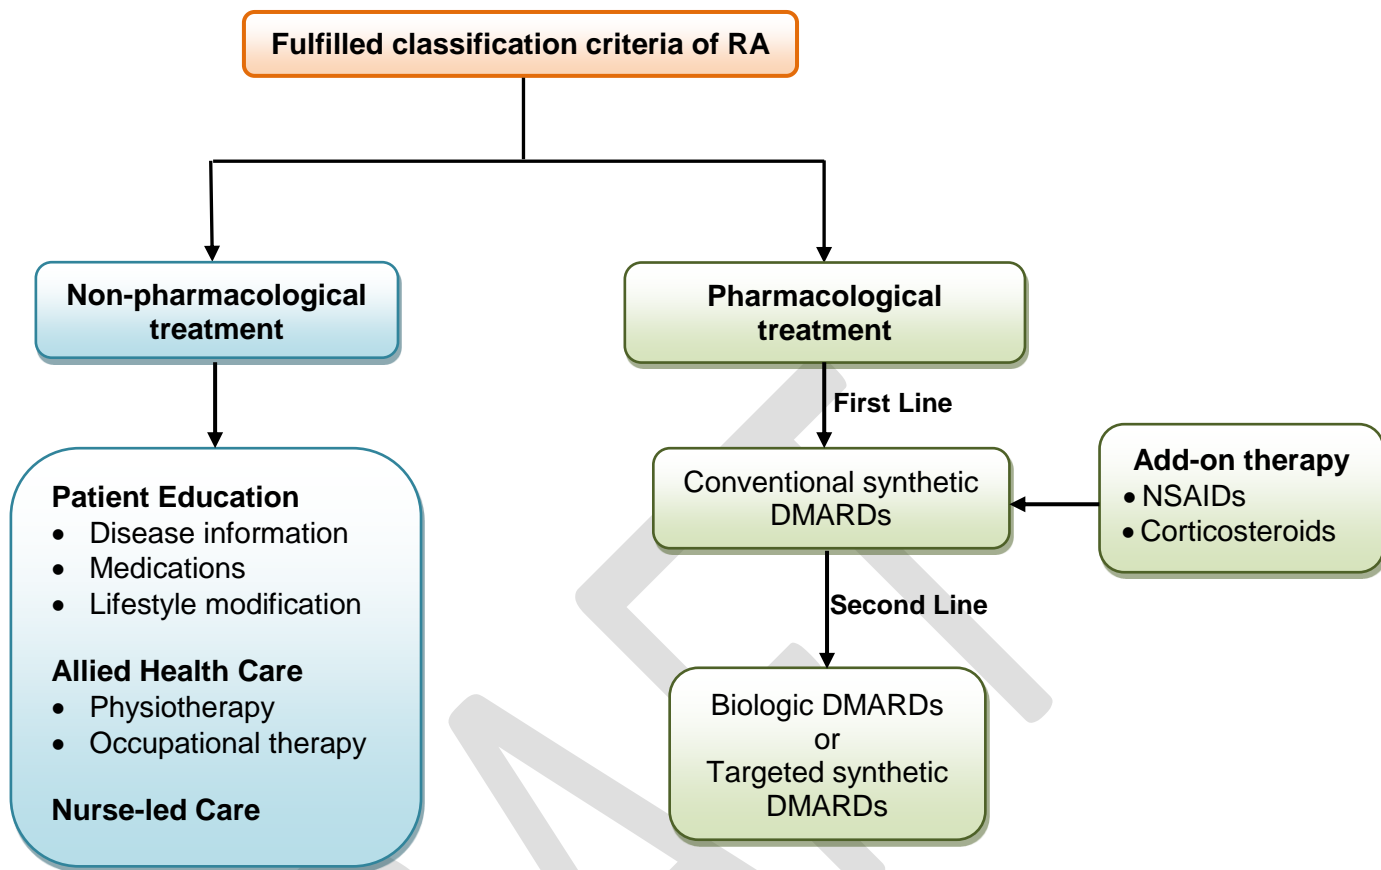 Fulfilled classification criteria of RA
Non-pharmacological
treatment
Patient Education
• Disease information
• Medications
• Lifestyle modification
Allied Health Care
• Physiotherapy
• Occupational therapy
Nurse-led Care
Pharmacological
treatment
First Line
Conventional synthetic
DMARDs
Add-on therapy
• NSAIDs
• Corticosteroids
Second Line
Biologic DMARDs
or
Targeted synthetic
DMARDs